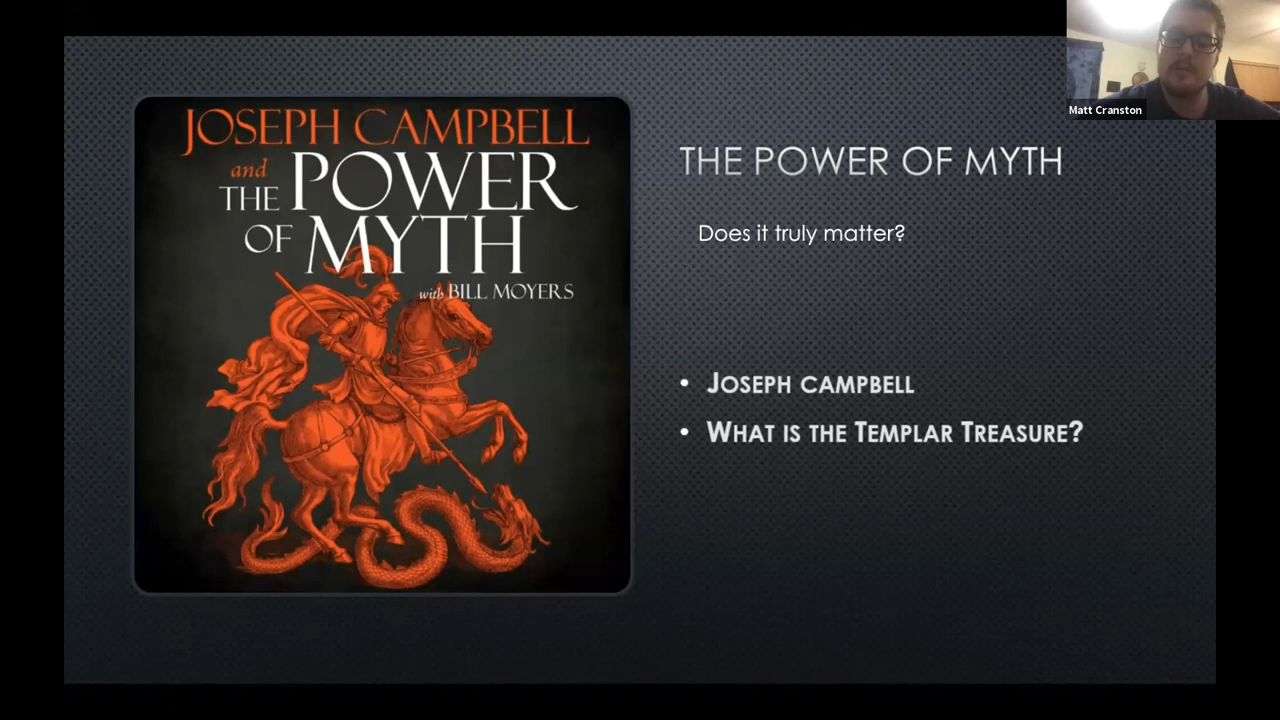 JOSEPH CAMPBELL
and
THE POWER
OF MYTH
with BILL MOYERS
THE POWER OF MYTH
Does it truly matter?
• JOSEPH CAMPBELL
• WHAT IS THE TEMPLAR TREASURE?
Matt Cranston